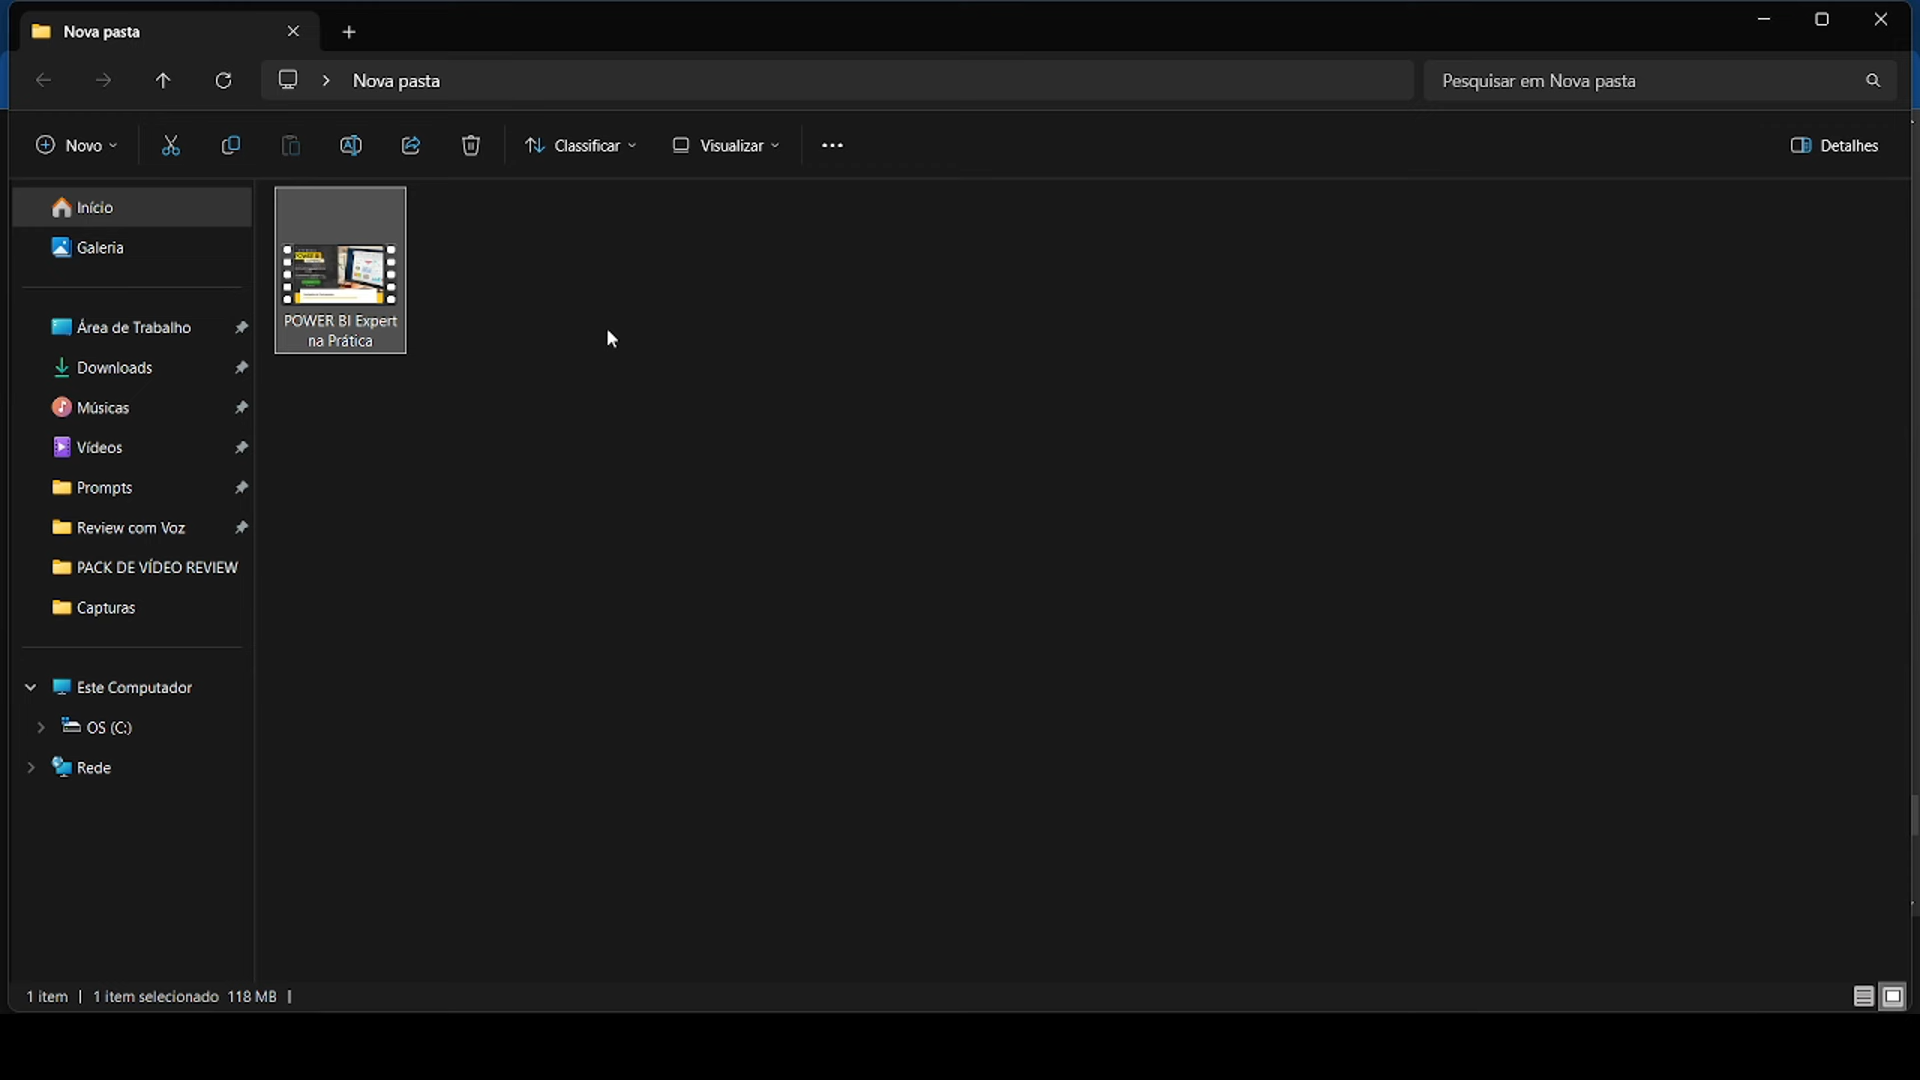 Nova pasta
Nova pasta
Pesquisar em Nova pasta
Novo
Classificar
Visualizar
Detalhes
Início
Galeria
Área de Trabalho
Downloads
Músicas
Vídeos
Prompts
Review com Voz
PACK DE VÍDEO REVIEW
Capturas
Este Computador
OS (C:)
Rede
POWER BI
POWER BI Expert
na Prática
1 item | 1 item selecionado 118 MB |